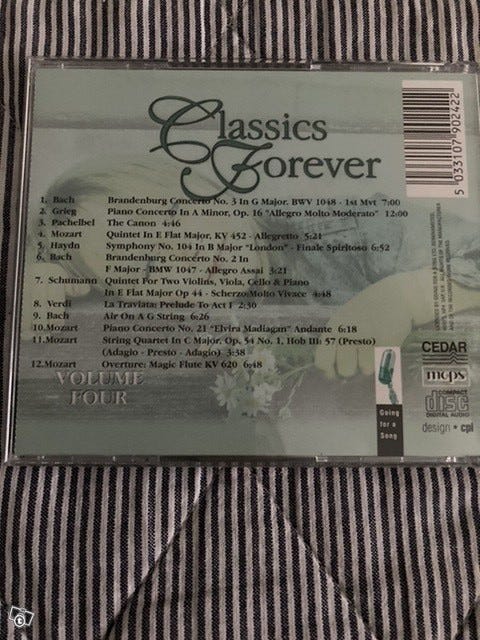 Classics
Forever
5 033107 902422
1. Bach Brandenburg Concerto No. 3 In G Major. BWV 1048 - 1st Mvt 7:00
2. Grieg Piano Concerto In A Minor, Op. 16 "Allegro Molto Moderato" 12:00
3. Pachelbel The Canon 4:46
4. Mozart Quintet In E Flat Major, KV 452 - Allegretto 5:21
5. Haydn Symphony No. 104 In B Major "London" - Finale Spiritoso 6:52
6. Bach Brandenburg Concerto No. 2 In
F Major - BMW 1047 - Allegro Assai 3:21
7. Schumann Quintet For Two Violins, Viola, Cello & Piano
In E Flat Major Op 44 - Scherzo:Molto Vivace 4:48
8. Verdi La Traviata: Prelude To Act I 2:30
9. Bach Air On A G String 6:26
10.Mozart Piano Concerto No. 21 "Elvira Madiagan" Andante 6:18
11.Mozart String Quartet In C Major, Op. 54 No. 1, Hob III: 57 (Presto)
(Adagio - Presto - Adagio) 3:38
12.Mozart Overture: Magic Flute KV 620 6:48
VOLUME
FOUR
Going
for a
Song
CEDAR
mcps
COMPACT
disc
DIGITAL AUDIO
design • cpl